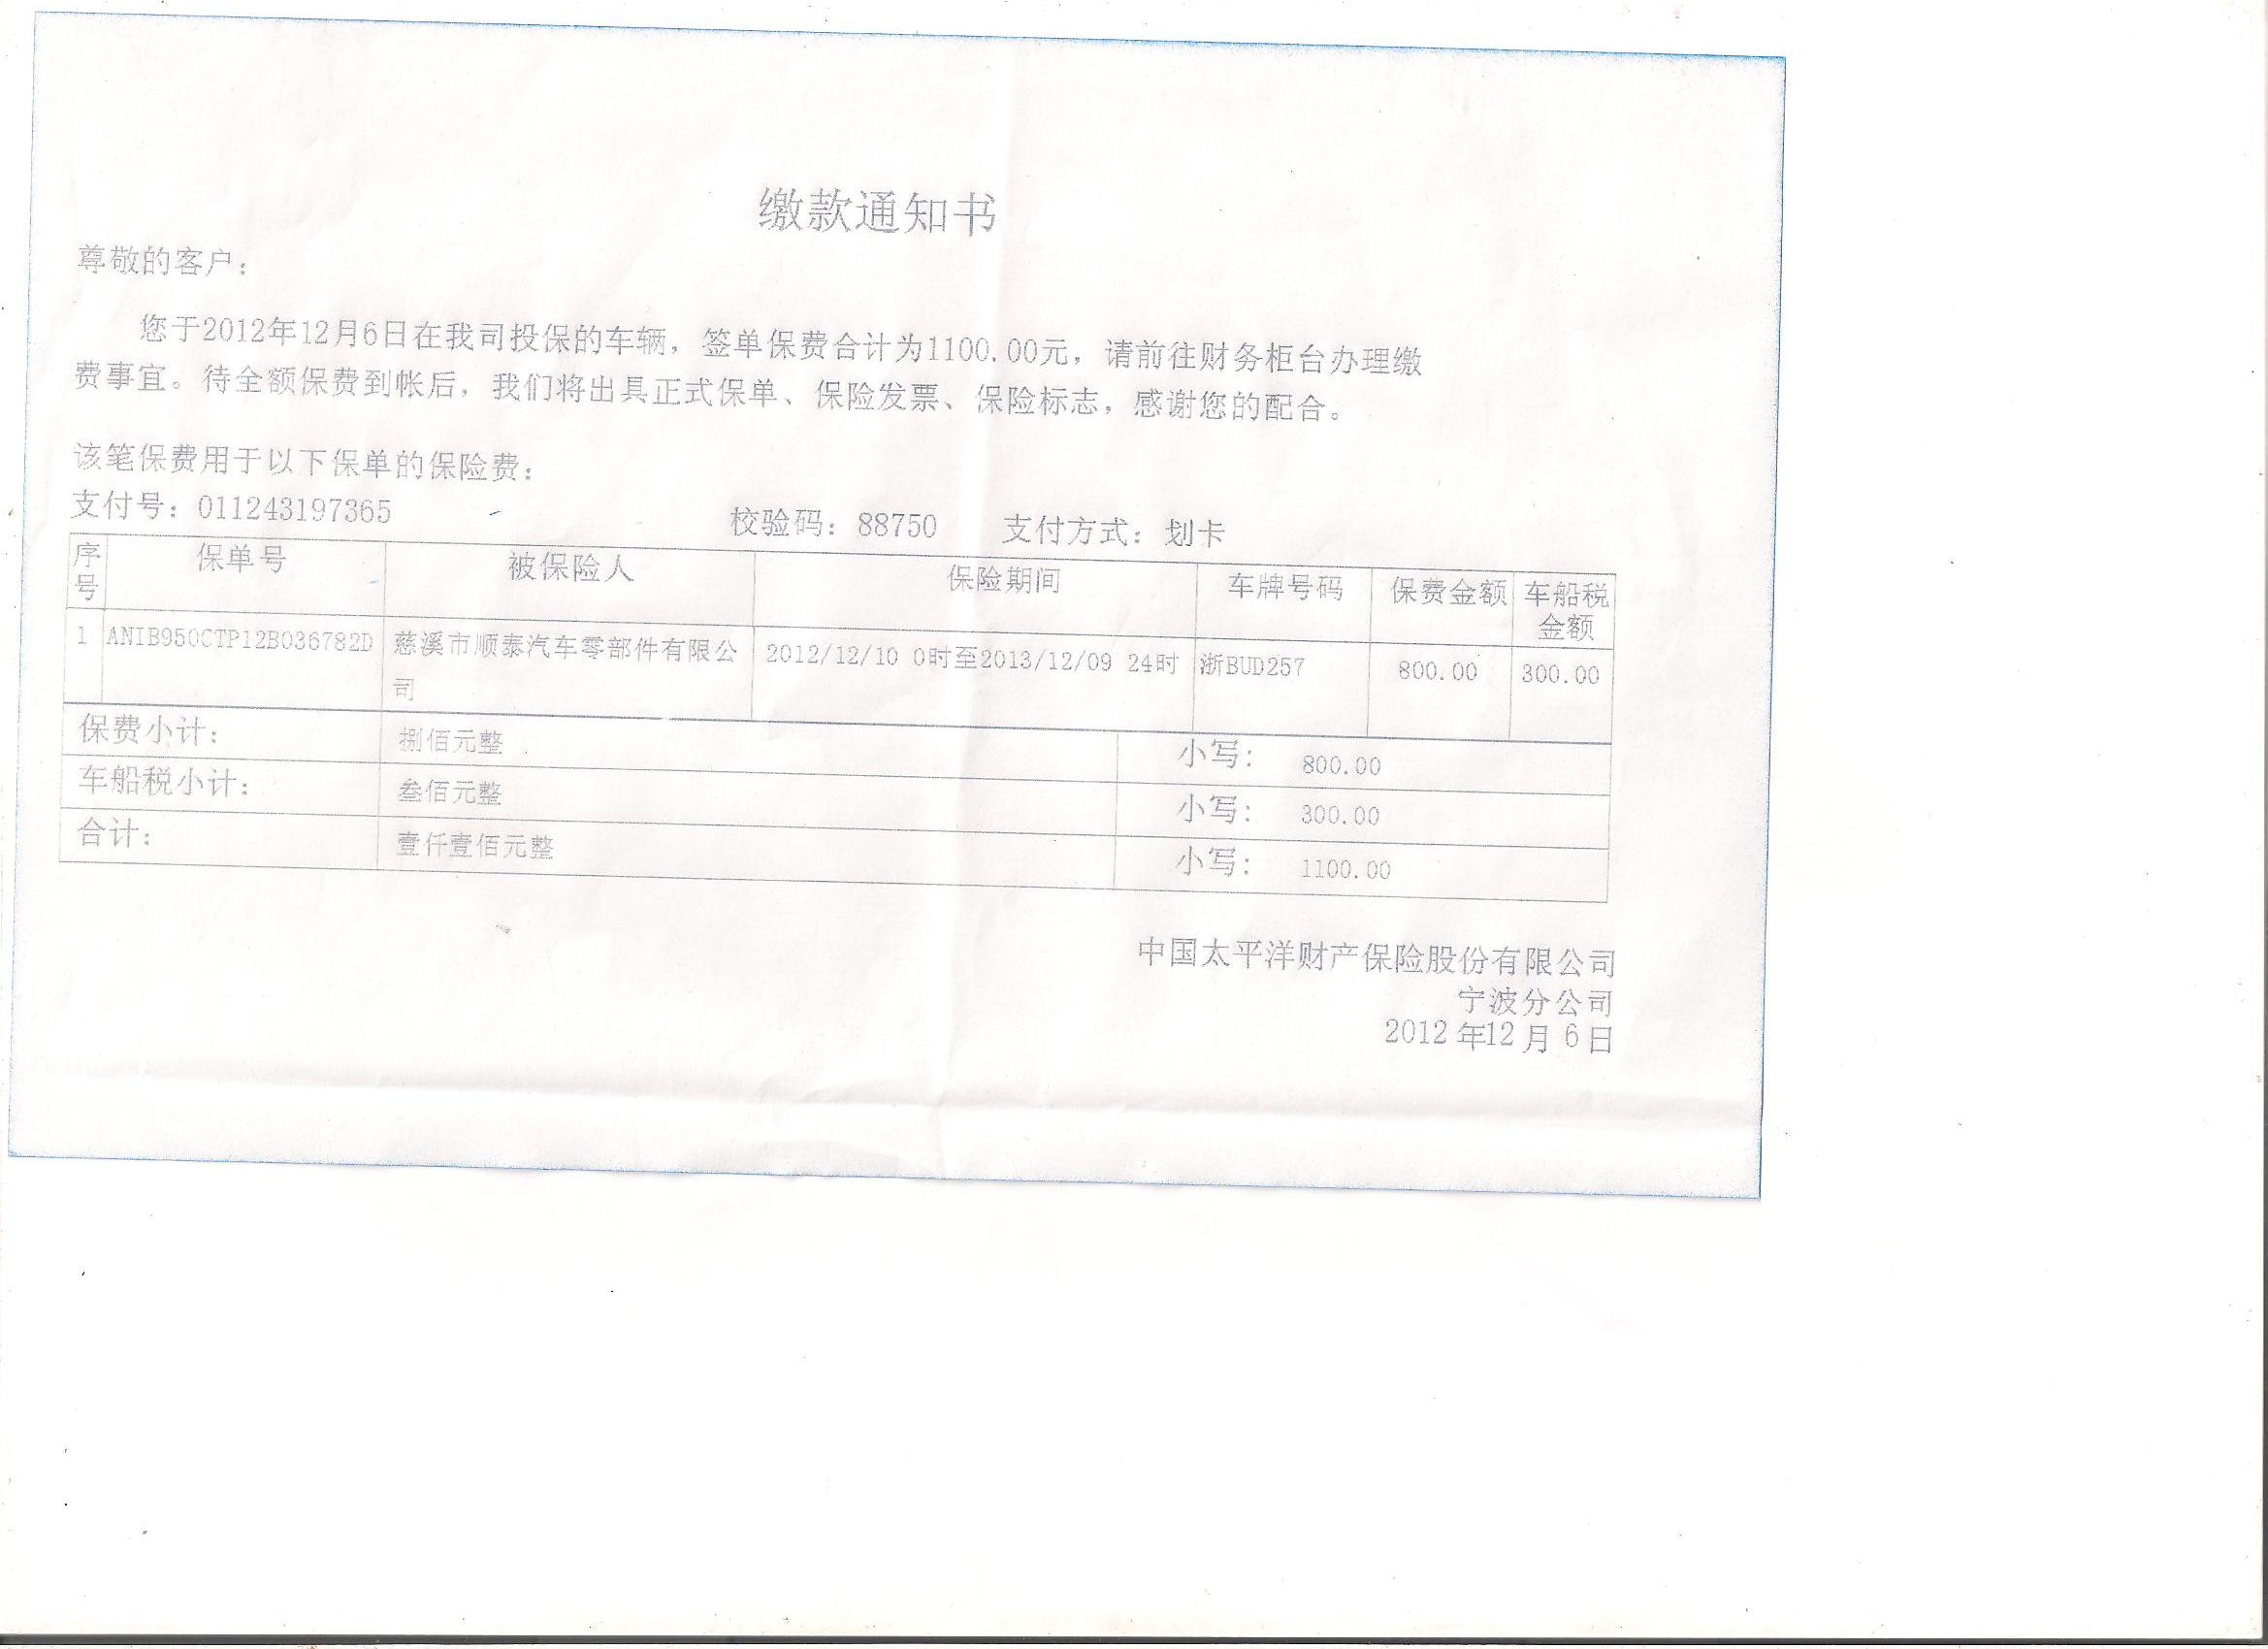 缴款通知书
尊敬的客户：
您于2012年12月6日在我司投保的车辆，签单保费合计为1100.00元，请前往财务柜台办理缴
费事宜。待全额保费到帐后，我们将出具正式保单、保险发票、保险标志，感谢您的配合。
该笔保费用于以下保单的保险费：
支付号：011243197365 校验码：88750 支付方式：划卡
序号 保单号 被保险人 保险期间 车牌号码 保费金额 车船税金额
1 ANIB950CTP12B036782D 慈溪市顺泰汽车零部件有限公司 2012/12/10 0时至2013/12/09 24时 浙BUD257 800.00 300.00
保费小计： 捌佰元整 小写： 800.00
车船税小计： 叁佰元整 小写： 300.00
合计： 壹仟壹佰元整 小写： 1100.00
中国太平洋财产保险股份有限公司
宁波分公司
2012年12月6日